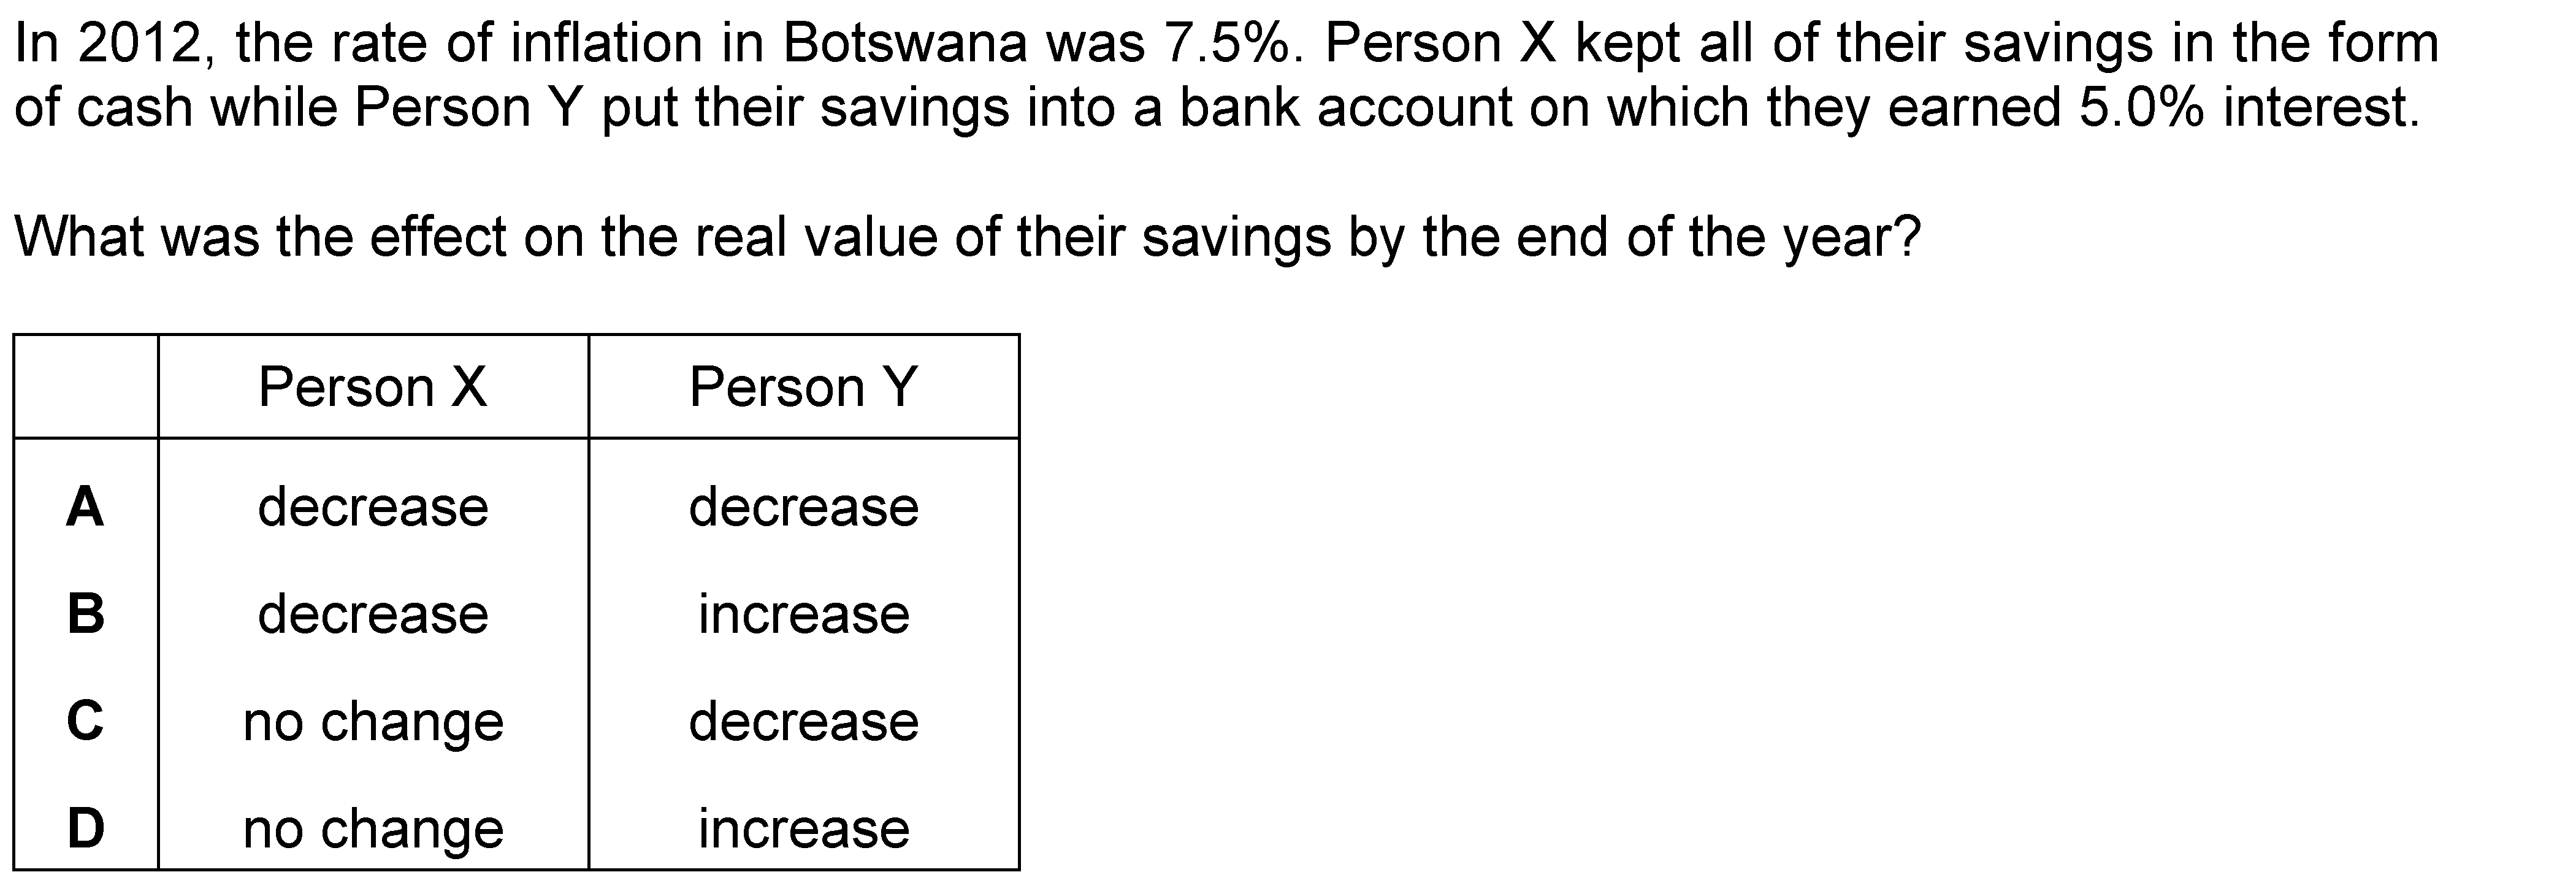 In 2012, the rate of inflation in Botswana was 7.5%. Person X kept all of their savings in the form
of cash while Person Y put their savings into a bank account on which they earned 5.0% interest.
What was the effect on the real value of their savings by the end of the year?
Person X Person Y
A decrease decrease
B decrease increase
C no change decrease
D no change increase